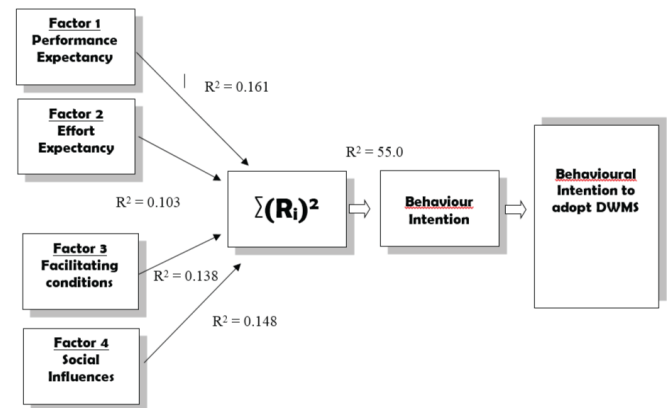 Factor 1
Performance
Expectancy
R² = 0.161
Factor 2
Effort
Expectancy
R² = 0.103
Factor 3
Facilitating
conditions
R² = 0.138
Factor 4
Social
Influences
R² = 0.148
∑(Rᵢ)²
R² = 55.0
Behaviour
Intention
Behavioural
Intention to
adopt DWMS